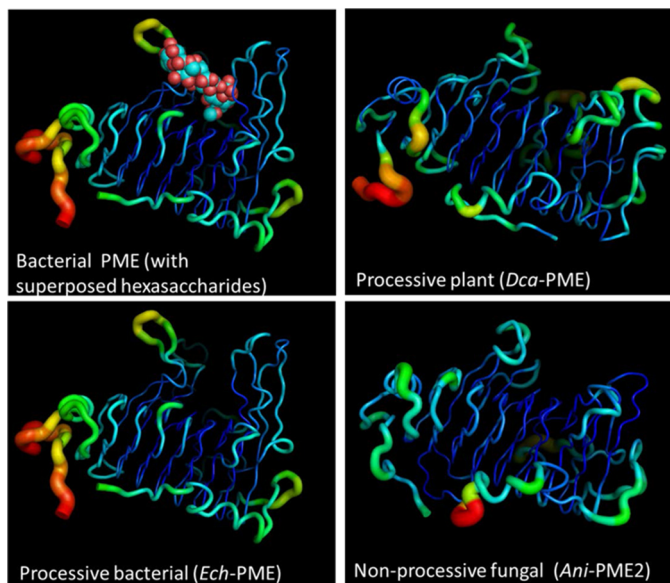 Bacterial PME (with
superposed hexasaccharides)
Processive plant (Dca-PME)
Processive bacterial (Ech-PME)
Non-processive fungal (Ani-PME2)